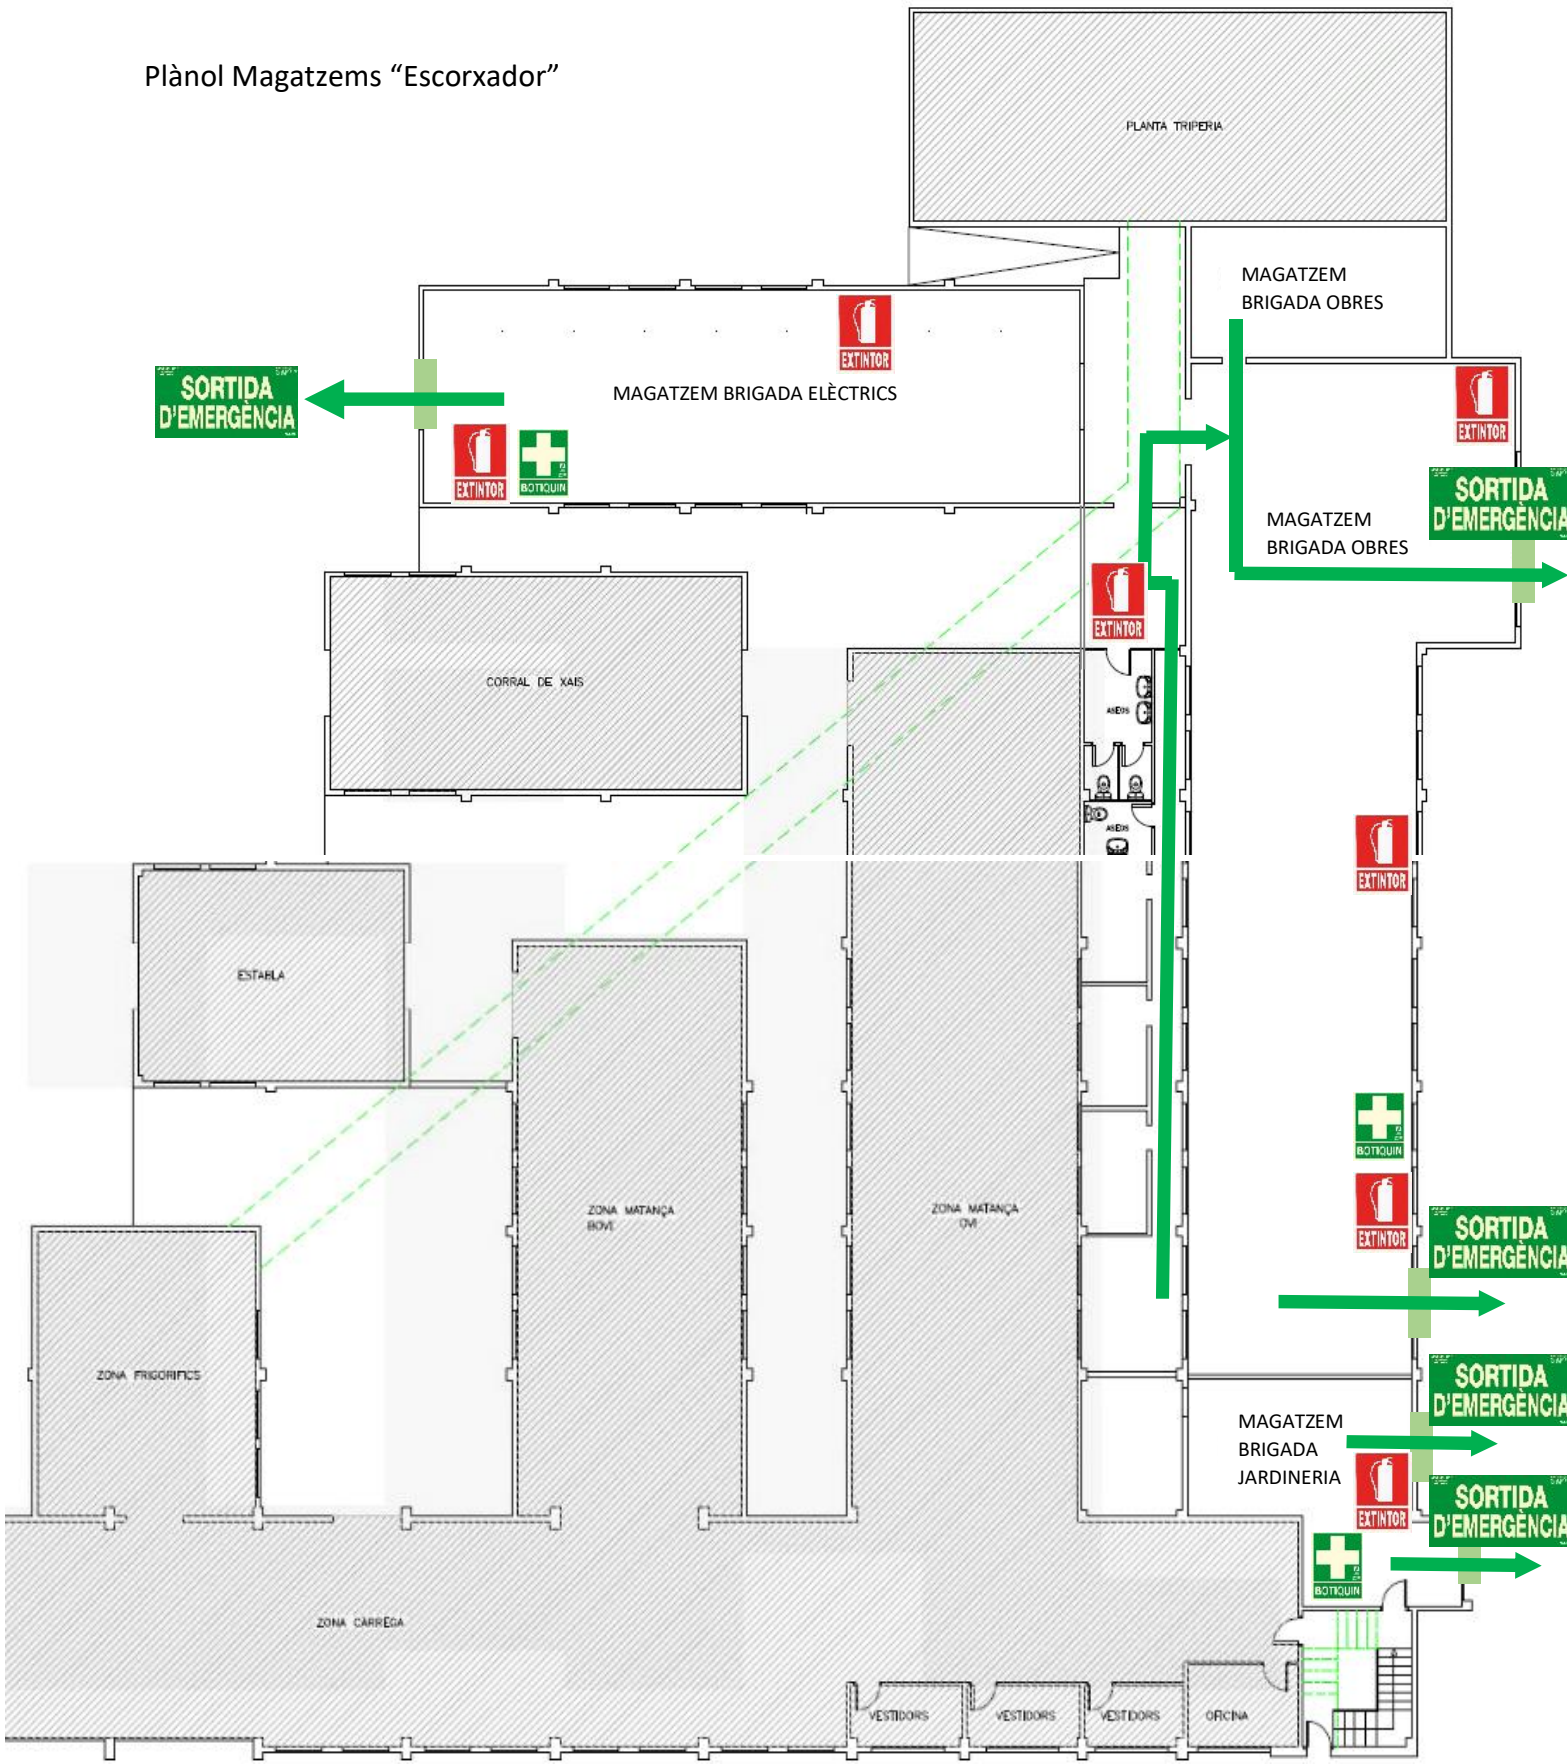 Plànol Magatzems “Escorxador”
PLANTA TRIPERIA
MAGATZEM
BRIGADA OBRES
EXTINTOR
MAGATZEM BRIGADA ELÈCTRICS
SORTIDA
D'EMERGÈNCIA
EXTINTOR
EXTINTOR
BOTIQUIN
SORTIDA
D'EMERGÈNCIA
MAGATZEM
BRIGADA OBRES
EXTINTOR
CORRAL DE XAIS
ASEOS
ASEOS
EXTINTOR
ESTABLA
BOTIQUIN
ZONA MATANÇA
BOVI
ZONA MATANÇA
OVI
EXTINTOR
SORTIDA
D'EMERGÈNCIA
ZONA FRIGORIFICS
SORTIDA
D'EMERGÈNCIA
MAGATZEM
BRIGADA
JARDINERIA
EXTINTOR
SORTIDA
D'EMERGÈNCIA
BOTIQUIN
ZONA CÀRREGA
VESTIDORS
VESTIDORS
VESTIDORS
OFICINA